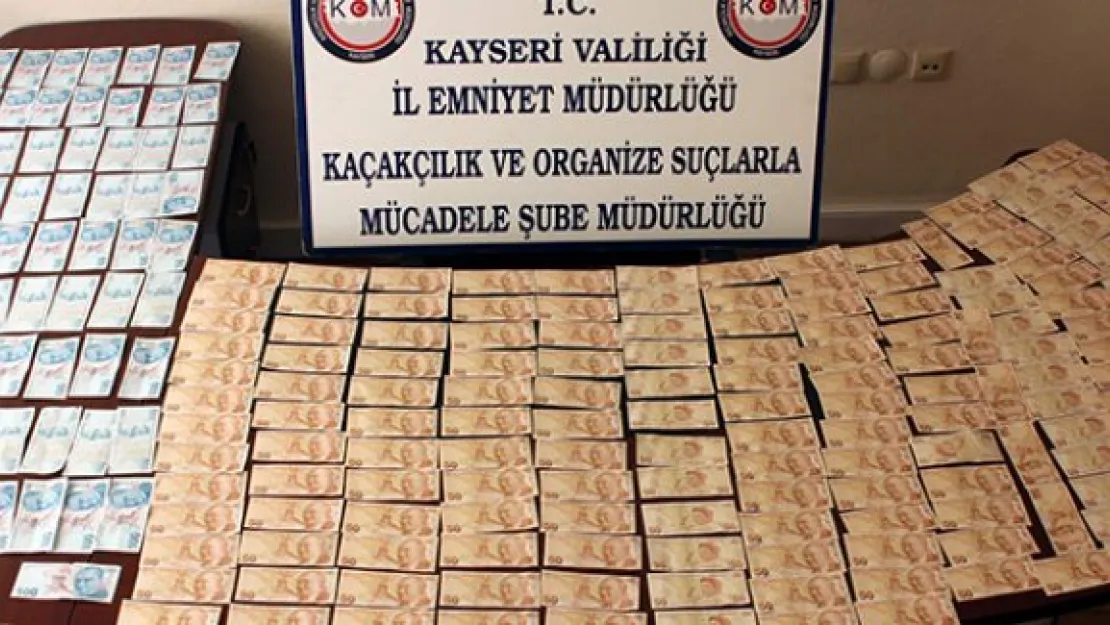 KOM
KOM
T.C.
KAYSERİ VALİLİĞİ
İL EMNİYET MÜDÜRLÜĞÜ
KAÇAKÇILIK VE ORGANİZE SUÇLARLA
MÜCADELE ŞUBE MÜDÜRLÜĞÜ